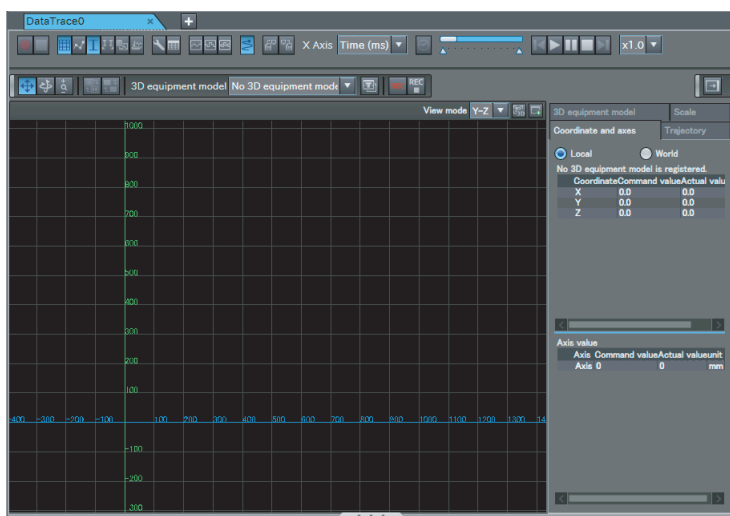 DataTrace0 × +
X Axis Time (ms) x1.0
3D equipment model No 3D equipment mode REC
View mode Y-Z
3D equipment model Scale
Coordinate and axes Trajectory
Local World
No 3D equipment model is registered.
Coordinate Command value Actual valu
X 0.0 0.0
Y 0.0 0.0
Z 0.0 0.0
Axis value
Axis Command value Actual value unit
Axis 0 0 mm
1000
900
800
700
600
500
400
300
200
100
-400 -300 -200 -100 100 200 300 400 500 600 700 800 900 1000 1100 1200 1300 14
-100
-200
300